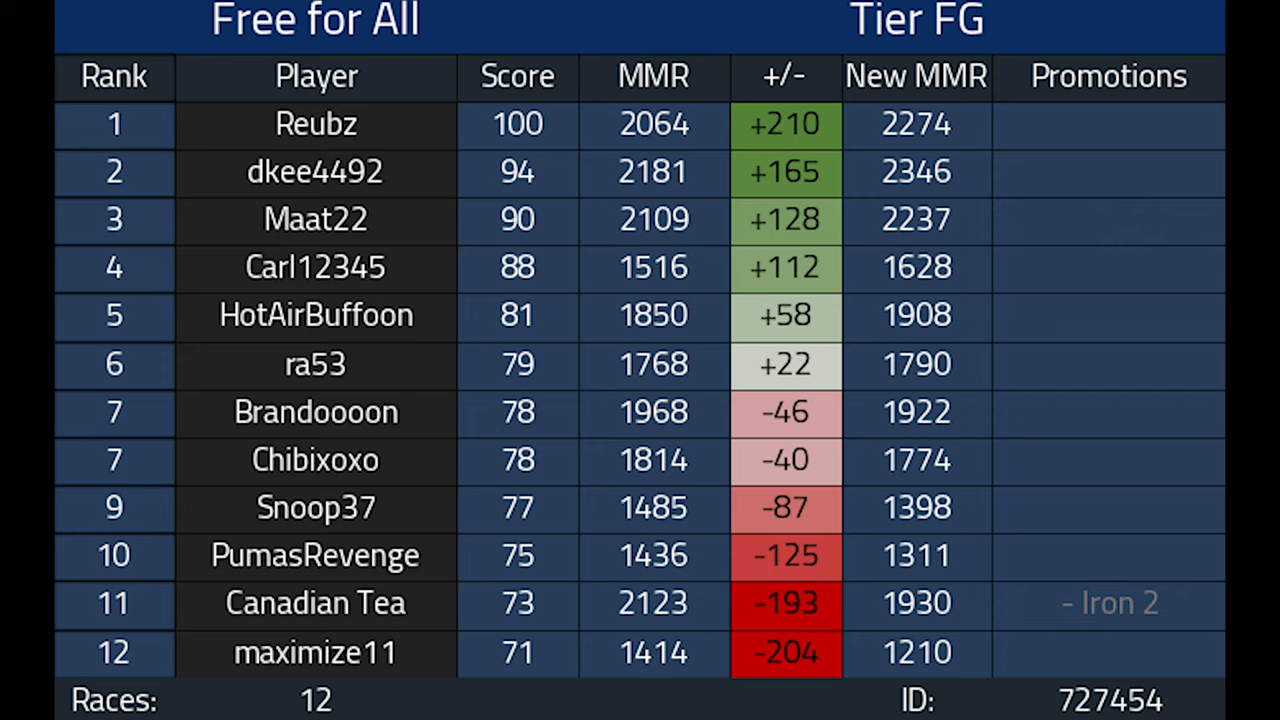 Free for All Tier FG
Rank Player Score MMR +/- New MMR Promotions
1 Reubz 100 2064 +210 2274
2 dkee4492 94 2181 +165 2346
3 Maat22 90 2109 +128 2237
4 Carl12345 88 1516 +112 1628
5 HotAirBuffoon 81 1850 +58 1908
6 ra53 79 1768 +22 1790
7 Brandoooon 78 1968 -46 1922
7 Chibixoxo 78 1814 -40 1774
9 Snoop37 77 1485 -87 1398
10 PumasRevenge 75 1436 -125 1311
11 Canadian Tea 73 2123 -193 1930 - Iron 2
12 maximize11 71 1414 -204 1210
Races: 12 ID: 727454